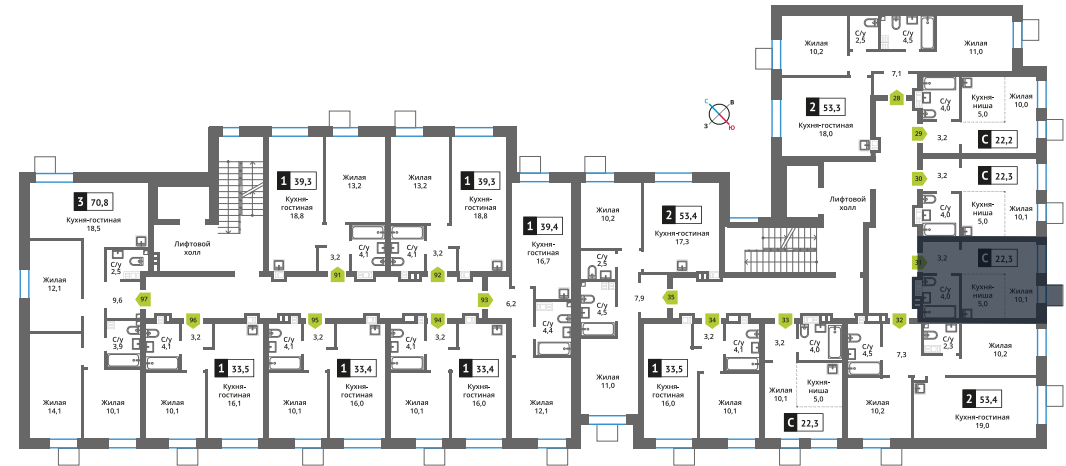 Жилая
10,2
С/у
2,5
С/у
4,5
Жилая
11,0
7,1
2 53,3
Кухня-гостиная
18,0
28
С/у
4,0
Кухня-
ниша
5,0
Жилая
10,0
29
3,2
С 22,2
30
3,2
С 22,3
С/у
4,0
Кухня-
ниша
5,0
Жилая
10,1
31
3,2
С 22,3
С/у
4,0
Кухня-
ниша
5,0
Жилая
10,1
С
В
З
Ю
Лифтовой
холл
3 70,8
Кухня-гостиная
18,5
Лифтовой
холл
С/у
2,5
Жилая
12,1
9,6
97
С/у
3,9
Жилая
14,1
Жилая
10,1
1 39,3
Кухня-
гостиная
18,8
Жилая
13,2
3,2
С/у
4,1
91
Жилая
13,2
1 39,3
Кухня-
гостиная
18,8
С/у
4,1
3,2
92
1 39,4
Кухня-
гостиная
16,7
93
6,2
С/у
4,4
Жилая
12,1
96
С/у
4,1
3,2
1 33,5
Кухня-
гостиная
16,1
Жилая
10,1
95
С/у
4,1
3,2
1 33,4
Кухня-
гостиная
16,0
Жилая
10,1
94
С/у
4,1
3,2
1 33,4
Кухня-
гостиная
16,0
Жилая
10,1
Жилая
10,2
2 53,4
Кухня-гостиная
17,3
С/у
2,5
С/у
4,5
7,9
35
Жилая
11,0
34
3,2
С/у
4,1
1 33,5
Кухня-
гостиная
16,0
Жилая
10,1
33
3,2
С/у
4,0
Жилая
10,1
Кухня-
ниша
5,0
С 22,3
32
С/у
4,5
7,3
С/у
2,3
Жилая
10,2
Жилая
10,2
2 53,4
Кухня-гостиная
19,0